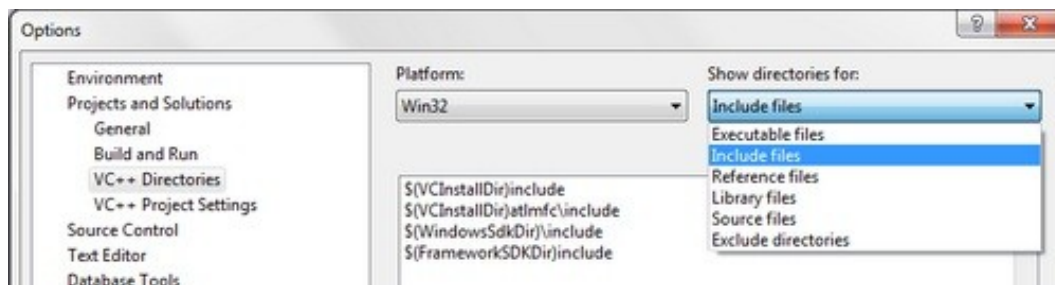 Options
Environment
Projects and Solutions
General
Build and Run
VC++ Directories
VC++ Project Settings
Source Control
Text Editor
Database Tools
Platform:
Win32
Show directories for:
Include files
Executable files
Include files
Reference files
Library files
Source files
Exclude directories
$(VCInstallDir)include
$(VCInstallDir)atlmfc\include
$(WindowsSdkDir)\include
$(FrameworkSDKDir)include